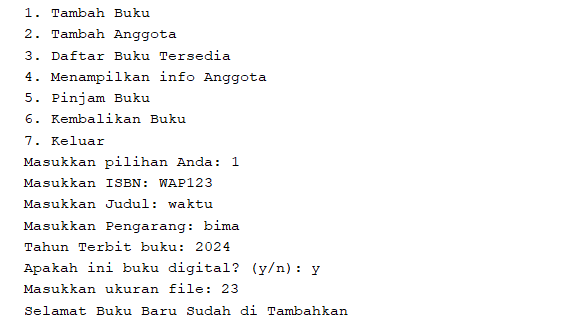 1. Tambah Buku
2. Tambah Anggota
3. Daftar Buku Tersedia
4. Menampilkan info Anggota
5. Pinjam Buku
6. Kembalikan Buku
7. Keluar
Masukkan pilihan Anda: 1
Masukkan ISBN: WAP123
Masukkan Judul: waktu
Masukkan Pengarang: bima
Tahun Terbit buku: 2024
Apakah ini buku digital? (y/n): y
Masukkan ukuran file: 23
Selamat Buku Baru Sudah di Tambahkan